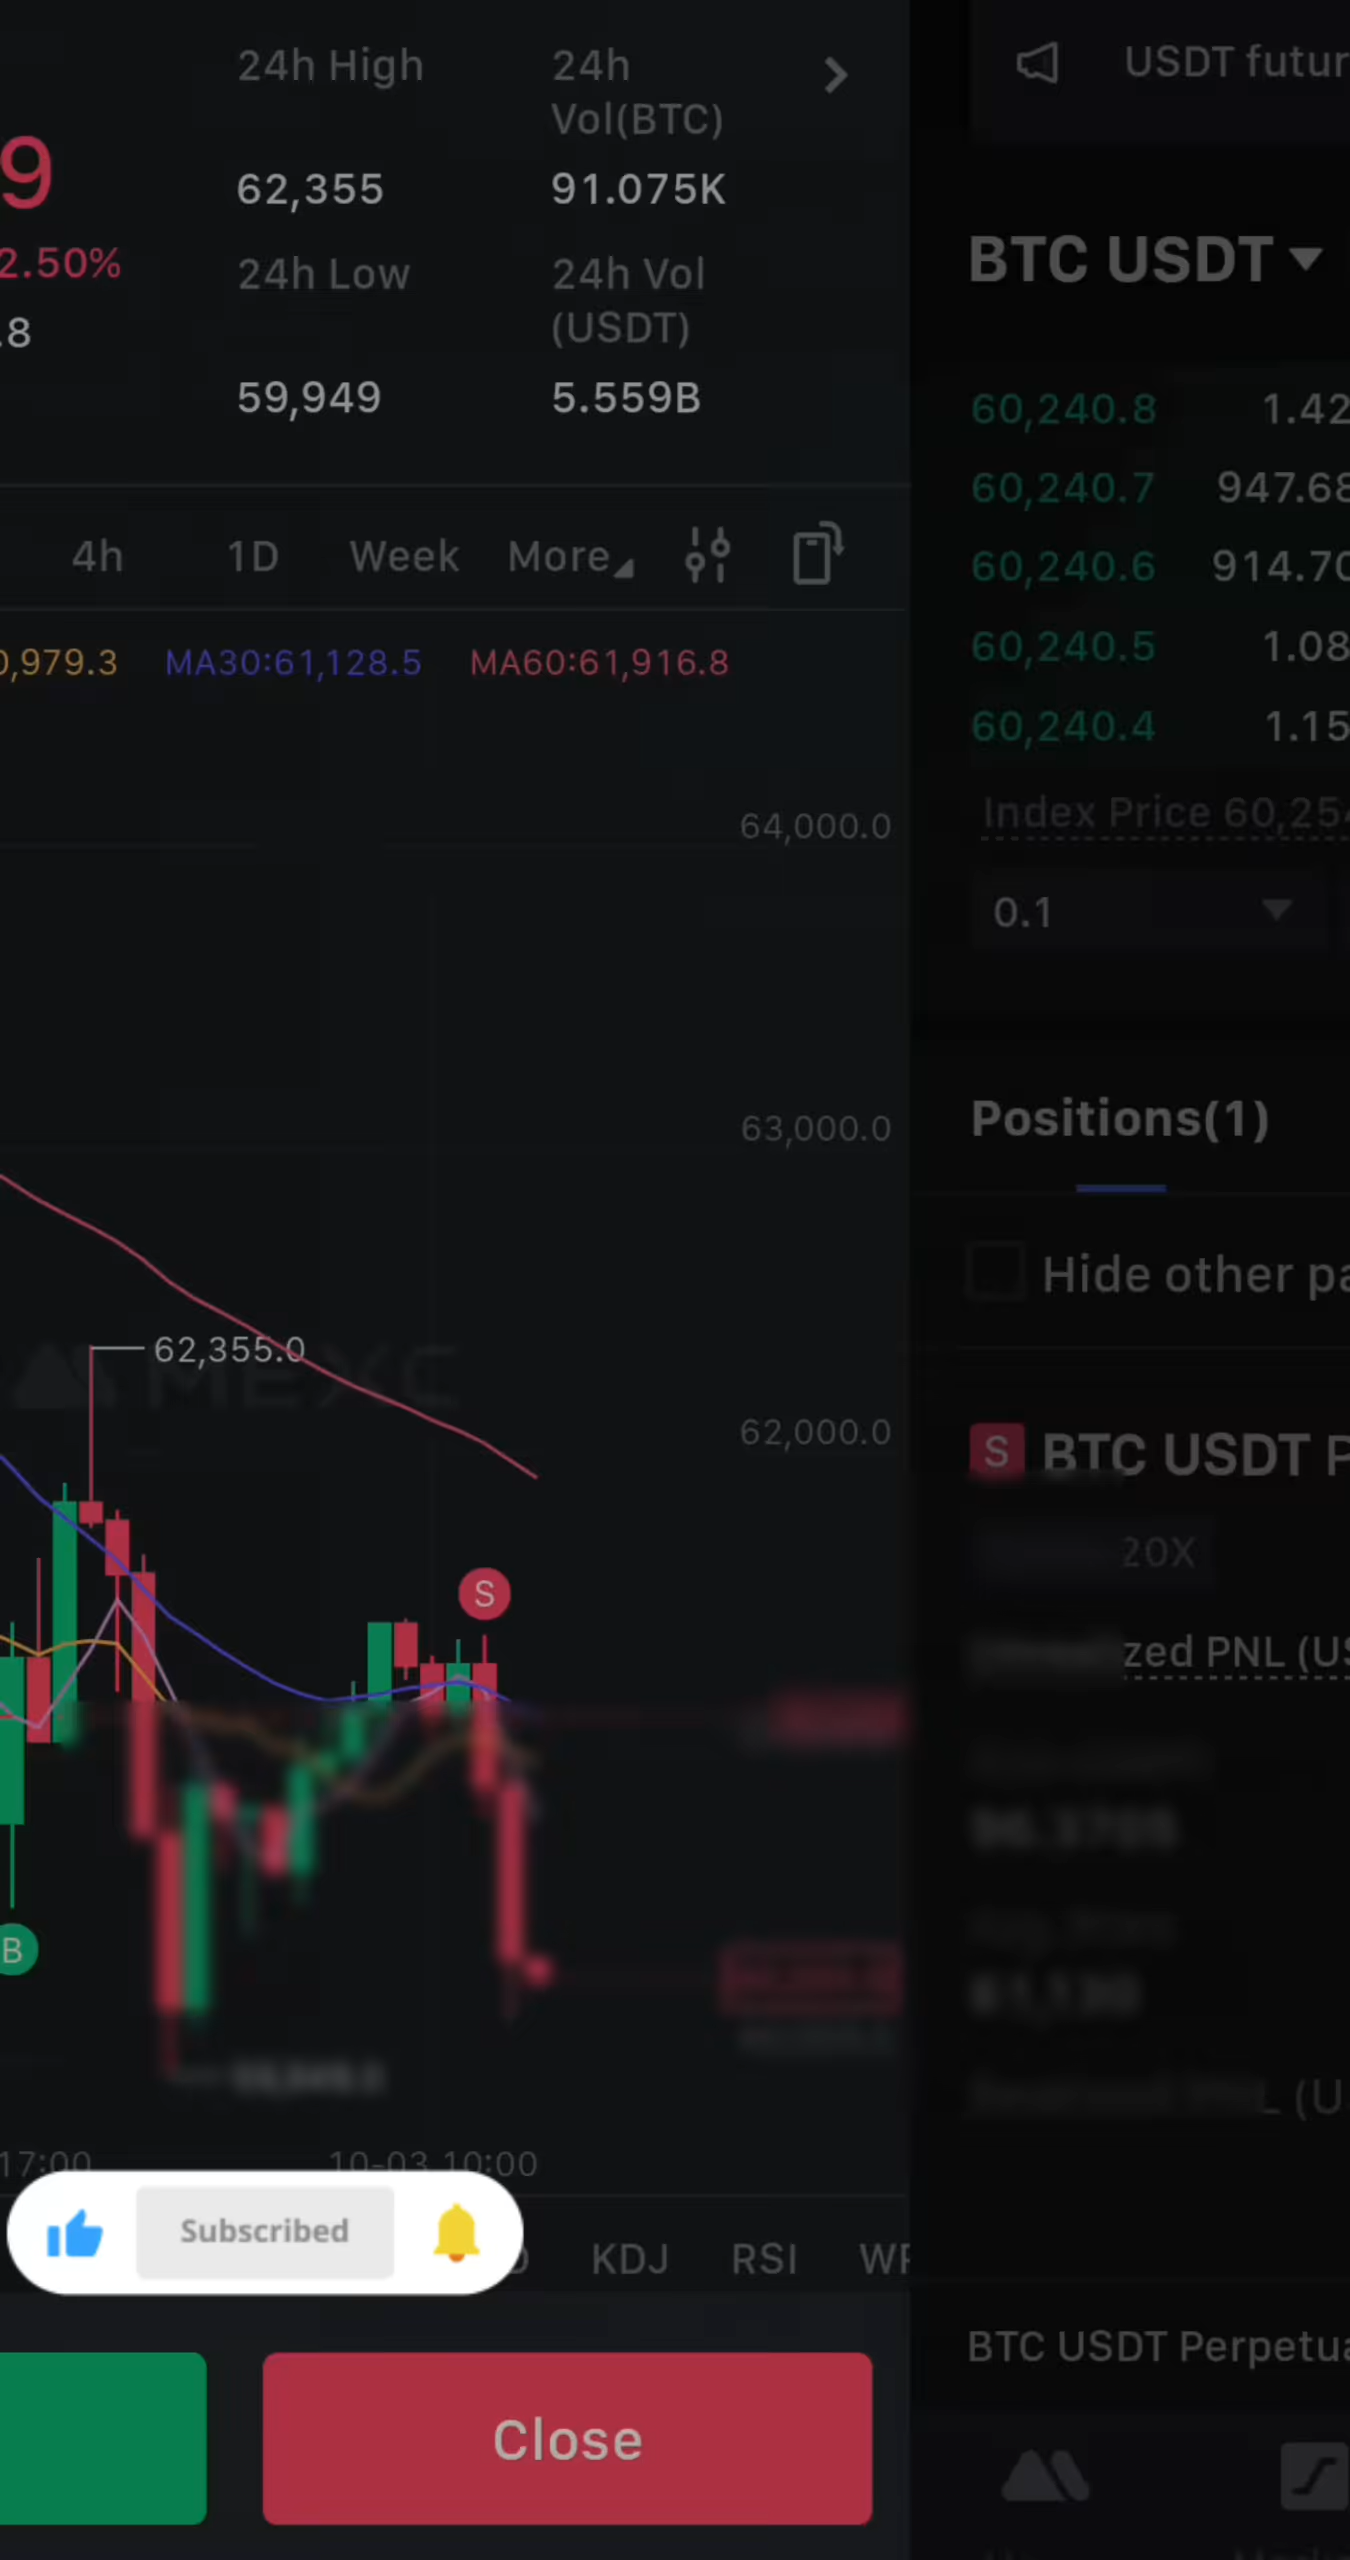 24h High
24h Vol(BTC)
USDT futur
9
62,355
91.075K
2.50%
24h Low
24h Vol (USDT)
BTC USDT
.8
59,949
5.559B
60,240.8 1.42
60,240.7 947.68
60,240.6 914.70
60,240.5 1.08
60,240.4 1.15
4h 1D Week More
0,979.3 MA30:61,128.5 MA60:61,916.8
Index Price 60,25
0.1
64,000.0
63,000.0
62,000.0
Positions(1)
Hide other pa
MEXC
62,355.0
S BTC USDT P
20X
S
zed PNL (US
B
L (U
17:00 10-03 10:00
Subscribed
KDJ RSI WR
BTC USDT Perpetua
Close